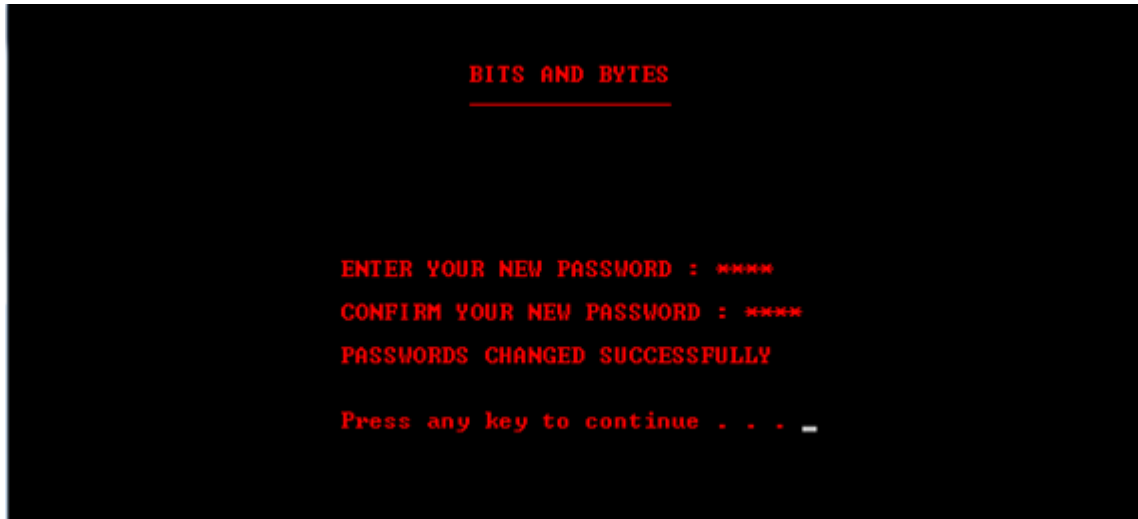 BITS AND BYTES
ENTER YOUR NEW PASSWORD : ****
CONFIRM YOUR NEW PASSWORD : ****
PASSWORDS CHANGED SUCCESSFULLY
Press any key to continue . . . _